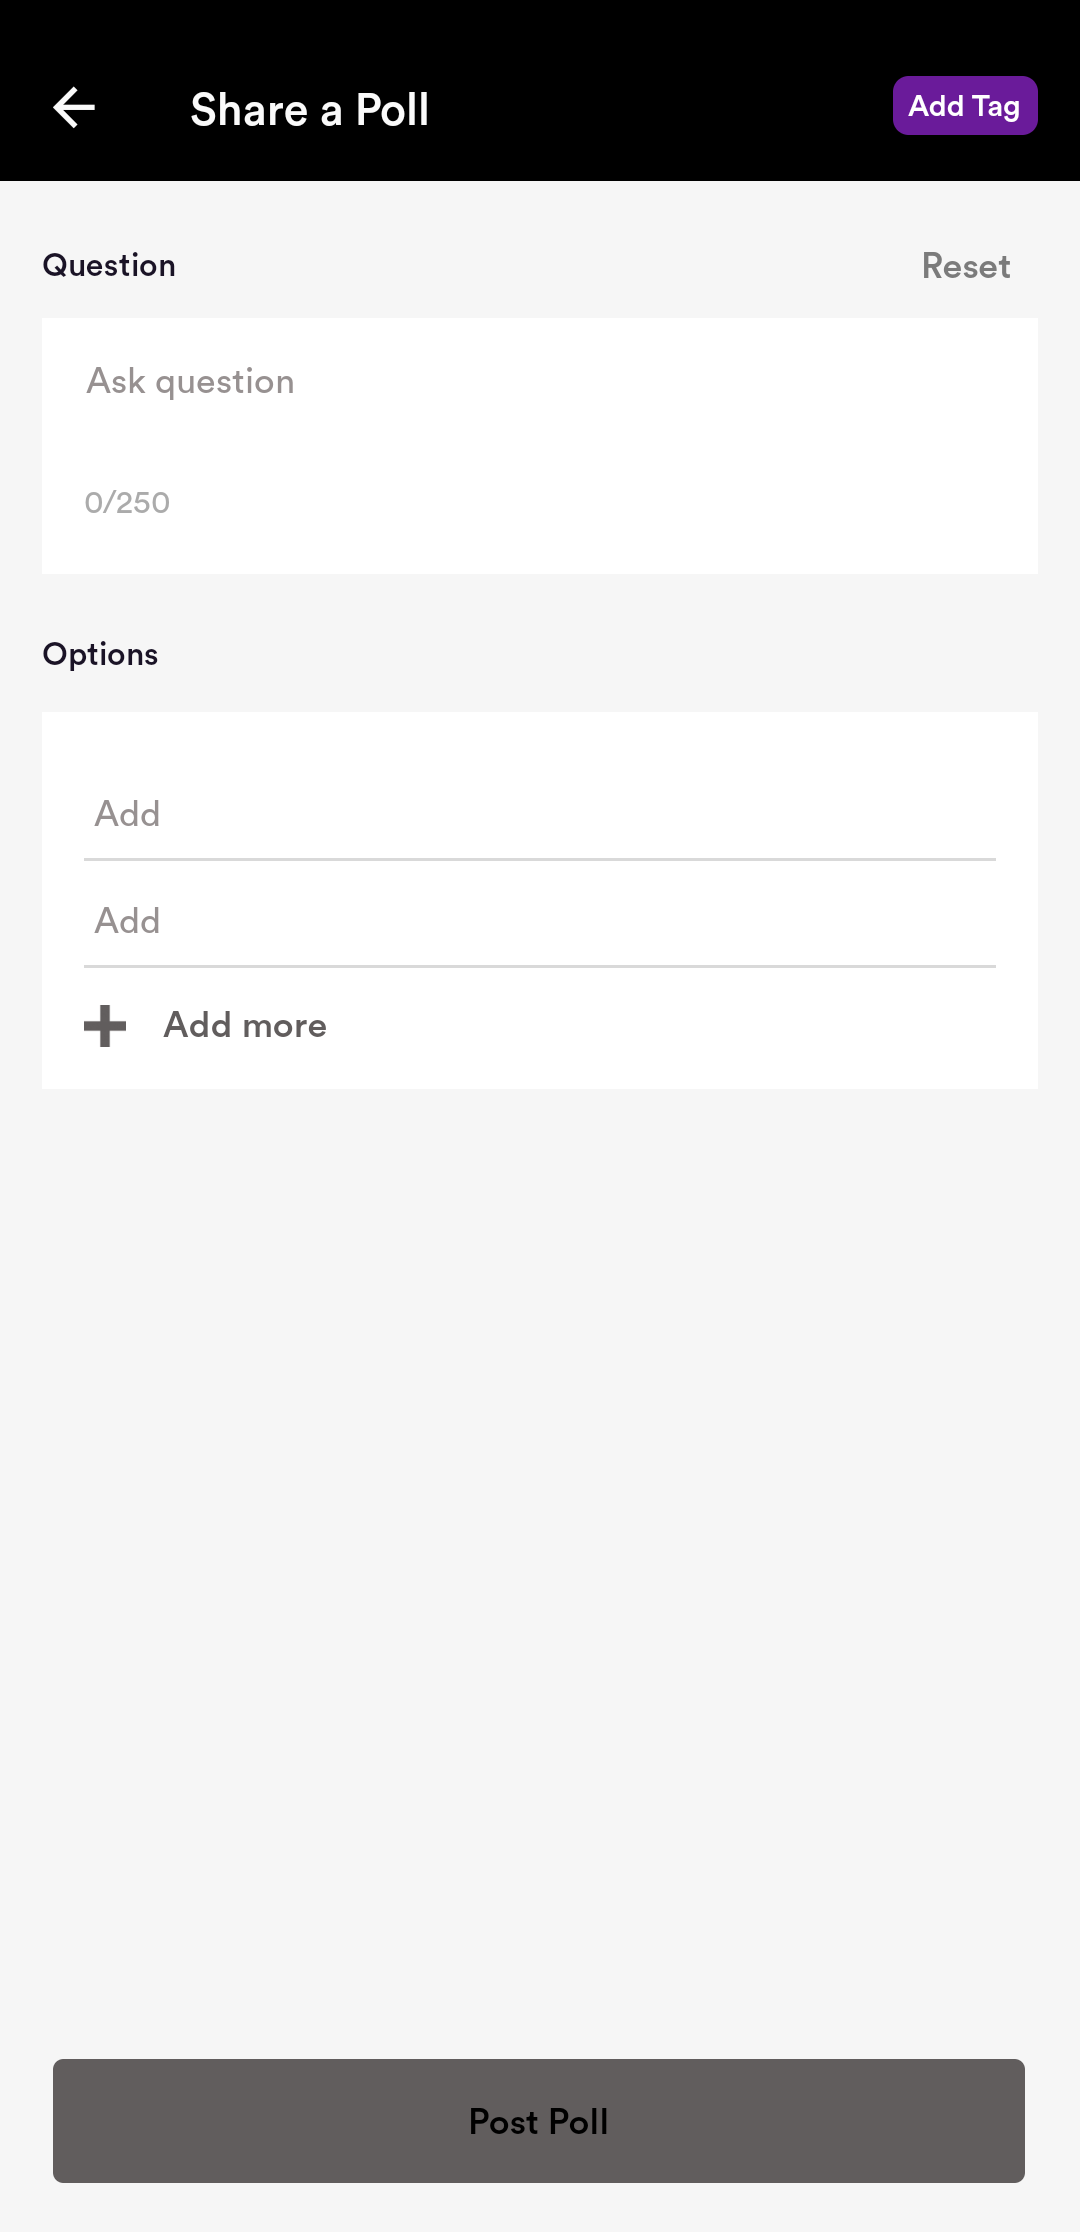 Share a Poll
Add Tag
Question
Reset
Ask question
0/250
Options
Add
Add
Add more
Post Poll